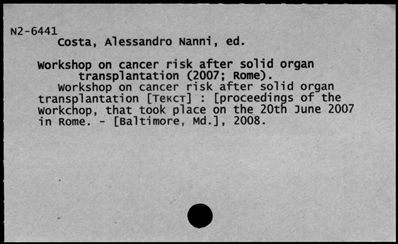 N2-6441
Costa, Alessandro Nanni, ed.
Workshop on cancer risk after solid organ
transplantation (2007; Rome).
Workshop on cancer risk after solid organ
transplantation [Текст] : [proceedings of the
Workchop, that took place on the 20th June 2007
in Rome. - [Baltimore, Md.], 2008.